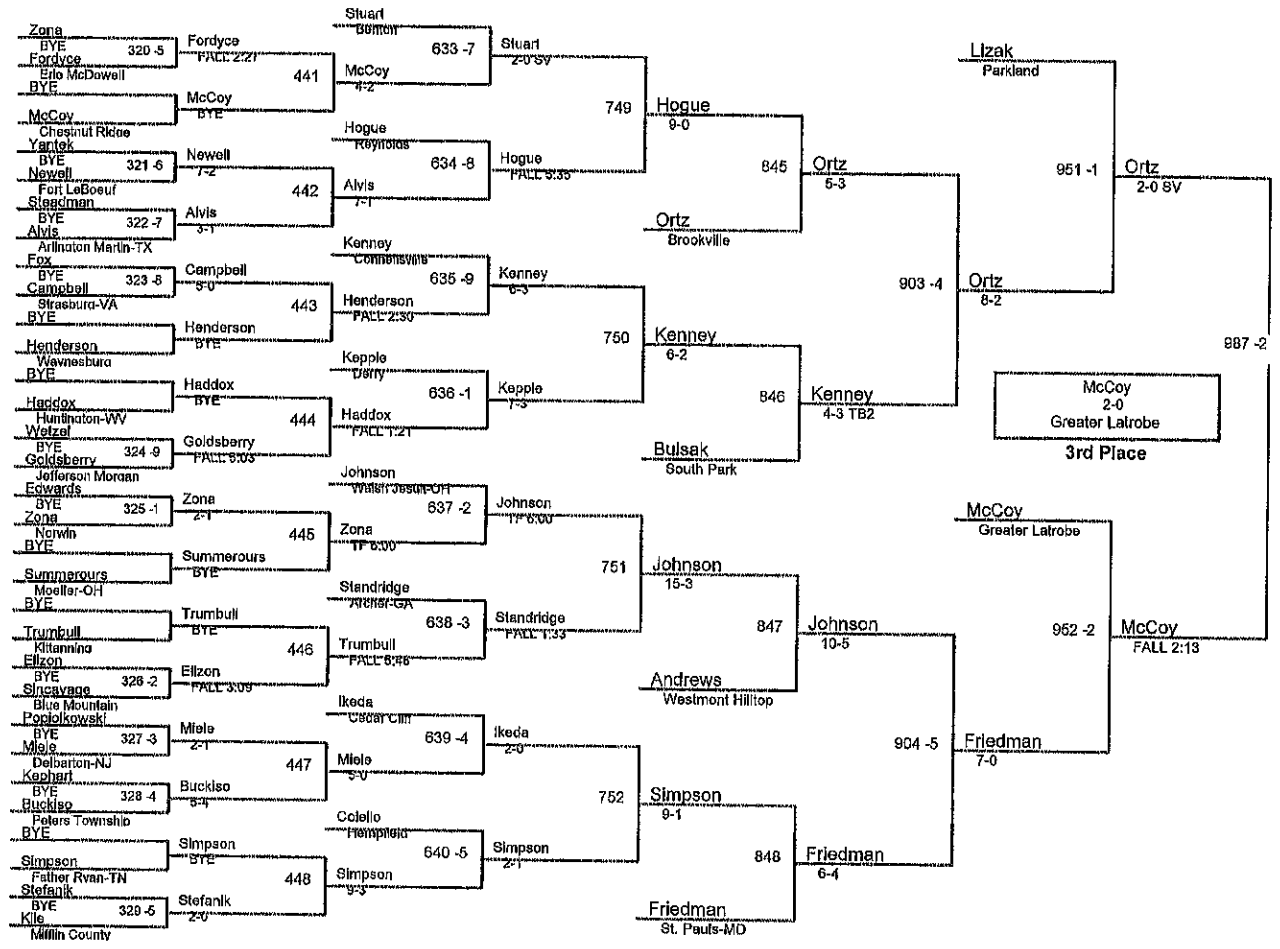 Zona
BYE
320 -5
Fordyce
Erie McDowell
BYE
McCoy
Chestnut Ridge
Yantek
BYE
321 -6
Newell
Fort LeBoeuf
Steadman
BYE
322 -7
Alvis
Arlington Martin-TX
Fox
BYE
323 -8
Campbell
Strasburg-VA
BYE
Henderson
Waynesburg
BYE
Haddox
Huntington-WV
Wetzel
BYE
324 -9
Goldsberry
Jefferson Morgan
Edwards
BYE
325 -1
Zona
Norwin
BYE
Summerours
Moeller-OH
BYE
Trumbull
Kittanning
Elizon
BYE
326 -2
Sincavage
Blue Mountain
Popiolkowski
BYE
327 -3
Miele
Delbarton-NJ
Kephart
BYE
328 -4
Buckiso
Peters Township
BYE
Simpson
Father Ryan-TN
Stefanik
BYE
329 -5
Kile
Mifflin County
Fordyce
FALL 2:27
441
McCoy
BYE
Newell
7-2
442
Alvis
3-1
Campbell
5-0
443
Henderson
BYE
Haddox
BYE
444
Goldsberry
FALL 5:03
Zona
2-1
445
Summerours
BYE
Trumbull
BYE
446
Elizon
FALL 3:09
Miele
2-1
447
Buckiso
5-4
Simpson
BYE
448
Stefanik
2-0
Stuart
Benton
633 -7
McCoy
4-2
Hogue
Reynolds
634 -8
Alvis
7-1
Kenney
Connellsville
635 -9
Henderson
FALL 2:30
Kepple
Derry
636 -1
Haddox
FALL 1:21
Johnson
Walsh Jesuit-OH
637 -2
Zona
TF 6:00
Standridge
Archer-GA
638 -3
Trumbull
FALL 5:48
Ikeda
Cedar Cliff
639 -4
Miele
5-0
Colello
Hempfield
640 -5
Simpson
9-3
Stuart
2-0 SV
749
Hogue
FALL 5:35
Kenney
6-3
750
Kepple
7-3
Johnson
TF 6:00
751
Standridge
FALL 1:33
Ikeda
2-0
752
Simpson
2-1
Hogue
9-0
845
Ortz
Brookville
Kenney
6-2
846
Bulsak
South Park
Johnson
15-3
847
Andrews
Westmont Hilltop
Simpson
9-1
848
Friedman
St. Pauls-MD
Ortz
5-3
903 -4
Kenney
4-3 TB2
Johnson
10-5
904 -5
Friedman
6-4
Lizak
Parkland
951 -1
Ortz
8-2
McCoy
Greater Latrobe
952 -2
Friedman
7-0
Ortz
2-0 SV
987 -2
McCoy
FALL 2:13
McCoy
2-0
Greater Latrobe
3rd Place